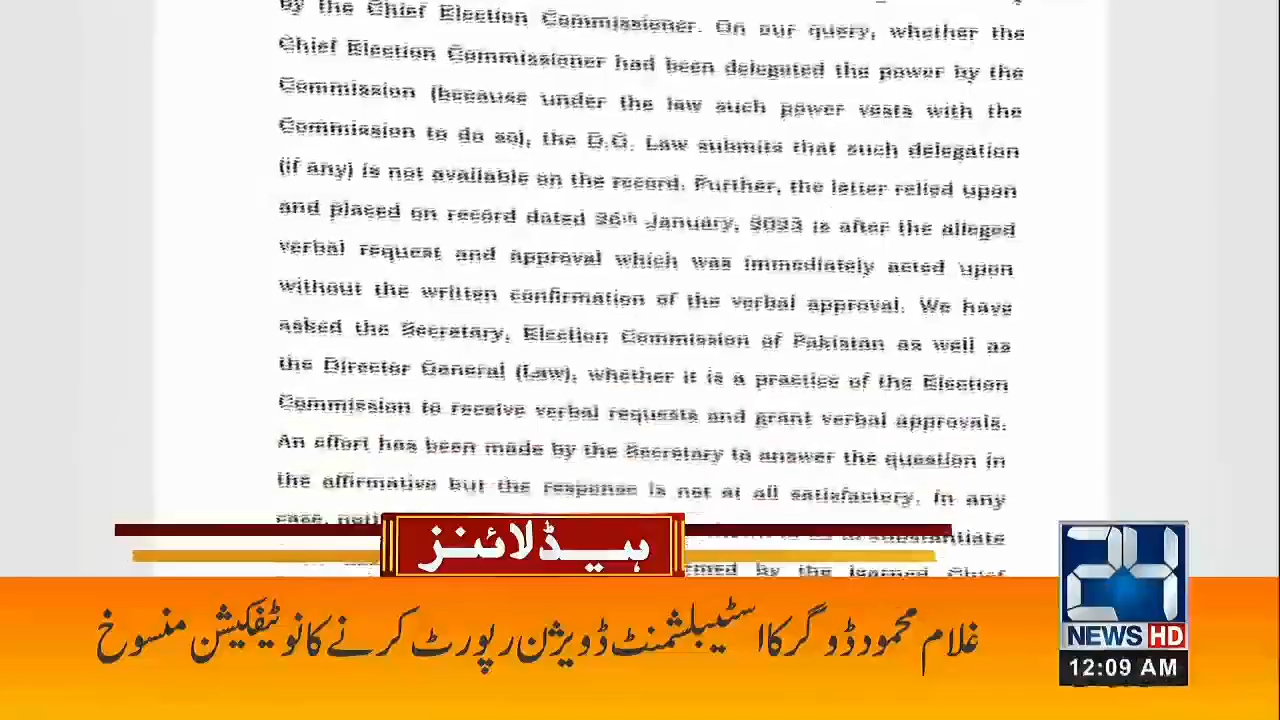 by the Chief Election Commissioner. On our query, whether the
Chief Election Commissioner had been delegated the power by the
Commission (because under the law such power vests with the
Commission to do so), the D.G. Law submits that such delegation
(if any) is not available on the record. Further, the letter relied upon
and placed on record dated 26th January, 2023 is after the alleged
verbal request and approval which was immediately acted upon
without the written confirmation of the verbal approval. We have
asked the Secretary, Election Commission of Pakistan as well as
the Director General (Law), whether it is a practice of the Election
Commission to receive verbal requests and grant verbal approvals.
An effort has been made by the Secretary to answer the question in
the affirmative but the response is not at all satisfactory. In any
case, substantiate
by the learned Chief
ہیڈلائنز
غلام محمود ڈوگر کا اسٹیبلشمنٹ ڈویژن رپورٹ کرنے کا نوٹیفکیشن منسوخ
24
NEWS HD
12:09 AM